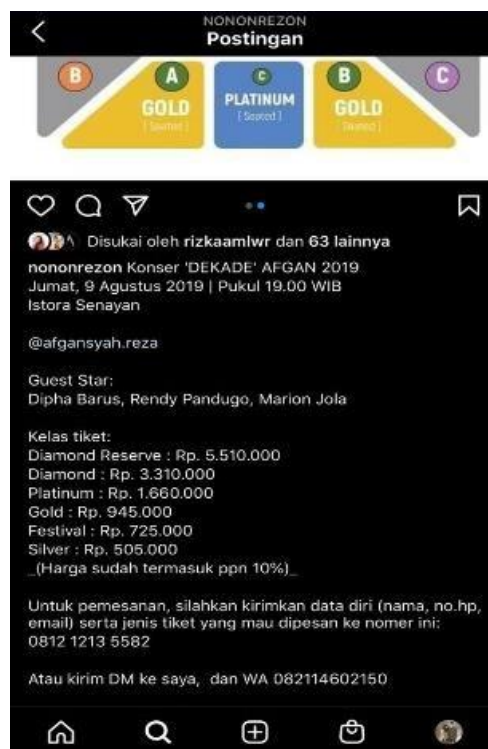 NONONREZON
Postingan
B
A
GOLD
C
PLATINUM
[ Seated ]
B
GOLD
C
Disukai oleh rizkaamlwr dan 63 lainnya
nononrezon Konser 'DEKADE' AFGAN 2019
Jumat, 9 Agustus 2019 | Pukul 19.00 WIB
Istora Senayan
@afgansyah.reza
Guest Star:
Dipha Barus, Rendy Pandugo, Marion Jola
Kelas tiket:
Diamond Reserve : Rp. 5.510.000
Diamond : Rp. 3.310.000
Platinum : Rp. 1.660.000
Gold : Rp. 945.000
Festival : Rp. 725.000
Silver : Rp. 505.000
_(Harga sudah termasuk ppn 10%)_
Untuk pemesanan, silahkan kirimkan data diri (nama, no.hp,
email) serta jenis tiket yang mau dipesan ke nomer ini:
0812 1213 5582
Atau kirim DM ke saya, dan WA 082114602150